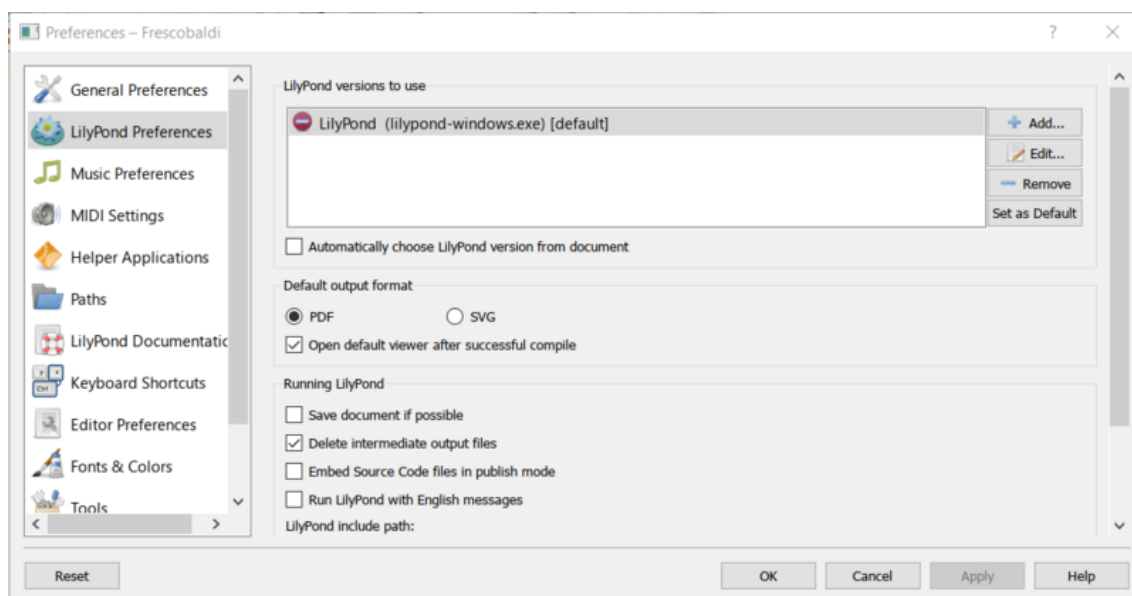 Preferences – Frescobaldi
?
General Preferences
LilyPond Preferences
Music Preferences
MIDI Settings
Helper Applications
Paths
LilyPond Documentatic
Keyboard Shortcuts
Editor Preferences
Fonts & Colors
Tools
LilyPond versions to use
LilyPond (lilypond-windows.exe) [default]
Add...
Edit...
Remove
Set as Default
Automatically choose LilyPond version from document
Default output format
PDF
SVG
Open default viewer after successful compile
Running LilyPond
Save document if possible
Delete intermediate output files
Embed Source Code files in publish mode
Run LilyPond with English messages
LilyPond include path:
Reset
OK
Cancel
Apply
Help